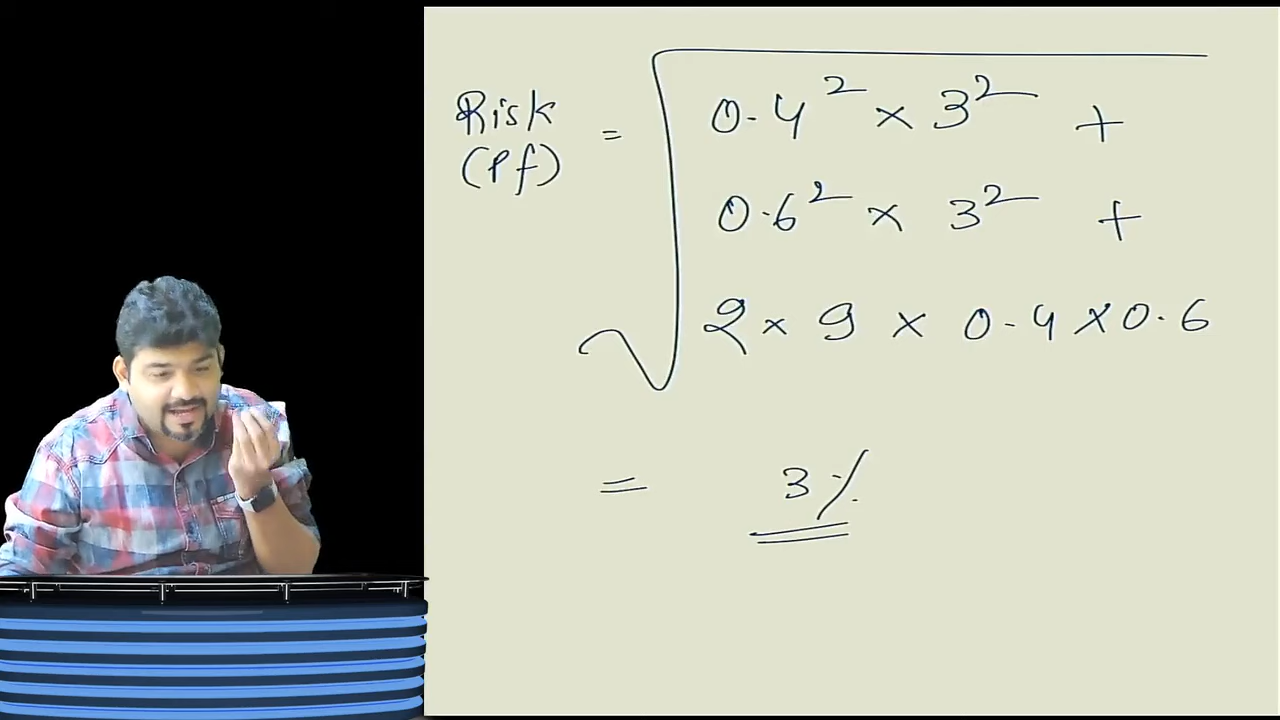 Risk
(Pf)
= √
0.4² × 3² +
0.6² × 3² +
2 × 9 × 0.4 × 0.6
= 3%